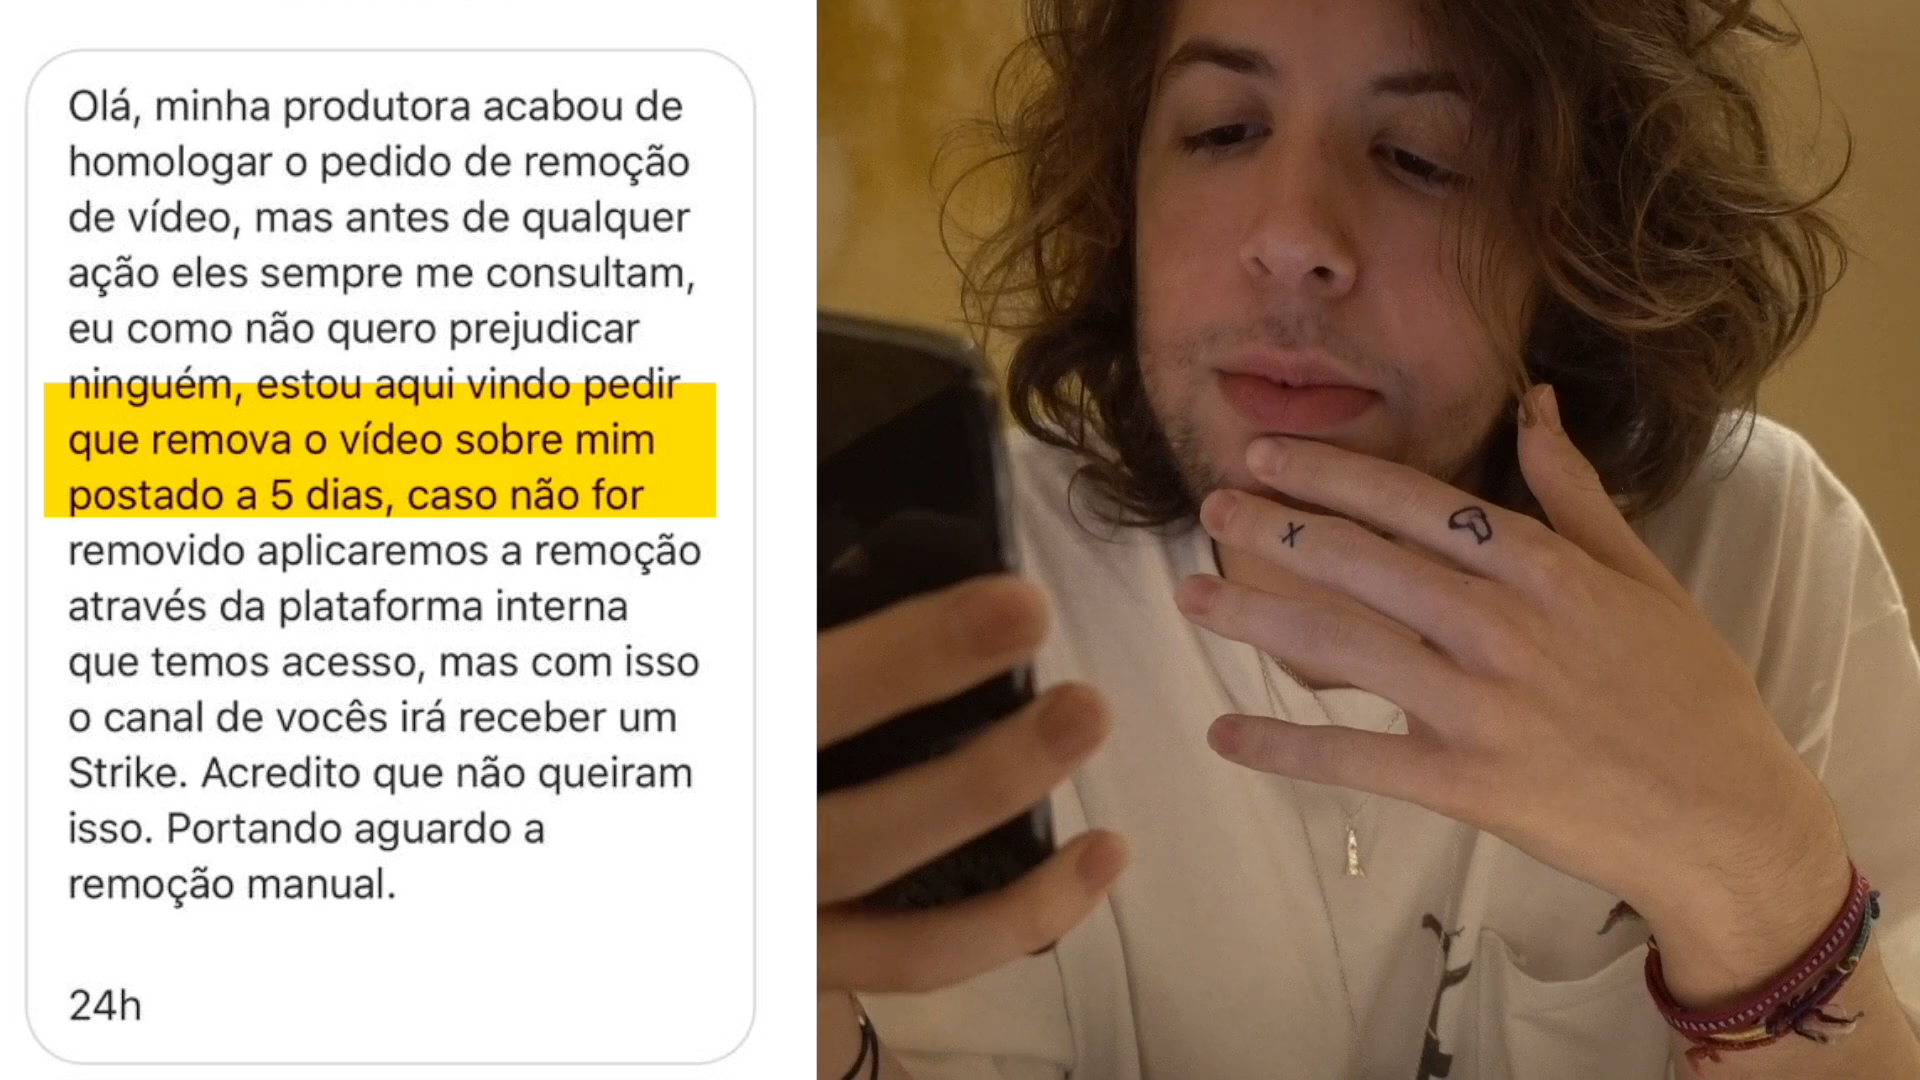 Olá, minha produtora acabou de
homologar o pedido de remoção
de vídeo, mas antes de qualquer
ação eles sempre me consultam,
eu como não quero prejudicar
ninguém, estou aqui vindo pedir
que remova o vídeo sobre mim
postado a 5 dias, caso não for
removido aplicaremos a remoção
através da plataforma interna
que temos acesso, mas com isso
o canal de vocês irá receber um
Strike. Acredito que não queiram
isso. Portando aguardo a
remoção manual.
24h